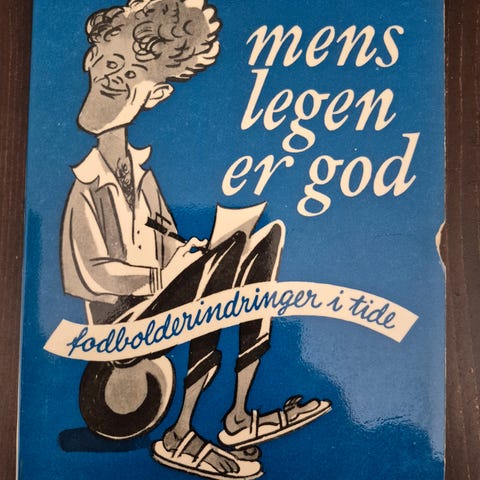 mens
legen
er god
fodbolderindringer i tide